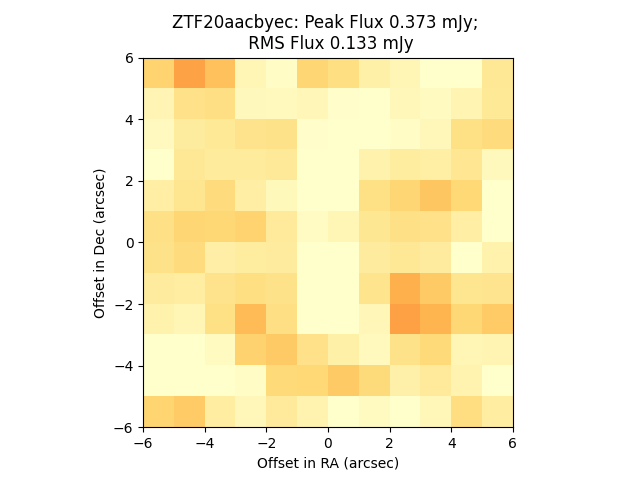 ZTF20aacbyec: Peak Flux 0.373 mJy;
RMS Flux 0.133 mJy
6
4
2
0
−2
−4
−6
Offset in Dec (arcsec)
−6 −4 −2 0 2 4 6
Offset in RA (arcsec)